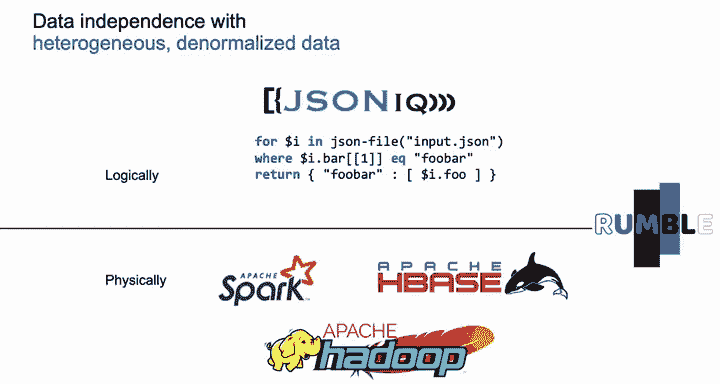 Data independence with
heterogeneous, denormalized data
[{JSONIQ)))
for $i in json-file("input.json")
where $i.bar[[1]] eq "foobar"
return { "foobar" : [ $i.foo ] }
Logically
RUMBLE
Physically
APACHE
Spark™
APACHE
HBASE
APACHE
hadoop